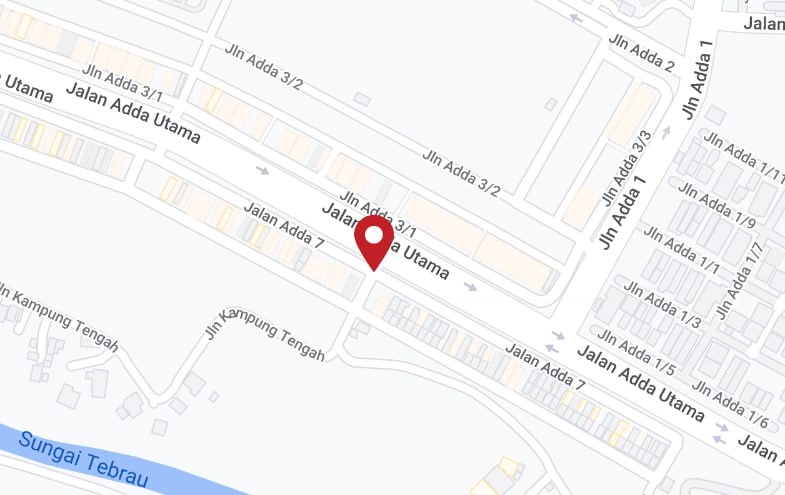 Jalan
Jln Adda 2
Jln Adda 1
Jln Adda 3/2
Jln Adda 3/1
Utama
Jalan Adda Utama
Jln Adda 3/3
Jln Adda 1/11
Jln Adda 3/2
Jln Adda 1/9
Jln Adda 3/1
Jalan Adda 7
Jln Adda 1
Jln Adda 1/1
Jln Adda 1/7
Utama
Jln Adda 1/3
Kampung Tengah
Jln Kampung Tengah
Jalan Adda 7
Jln Adda 1/5
Jalan Adda Utama
Jln Adda 1/6
Jalan
Sungai Tebrau